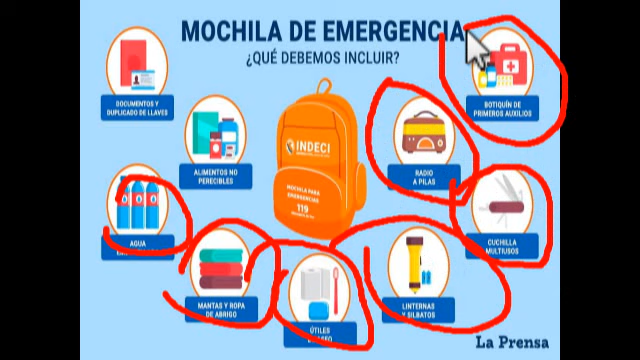 MOCHILA DE EMERGENCIA
¿QUÉ DEBEMOS INCLUIR?
DOCUMENTOS Y
DUPLICADO DE LLAVES
ALIMENTOS NO
PERECIBLES
AGUA
MANTAS Y ROPA
DE ABRIGO
INDECI
MOCHILA PARA
EMERGENCIAS
119
ÚTILES
RADIO
A PILAS
LINTERNAS
Y SILBATOS
BOTIQUÍN DE
PRIMEROS AUXILIOS
CUCHILLA
MULTIUSOS
La Prensa